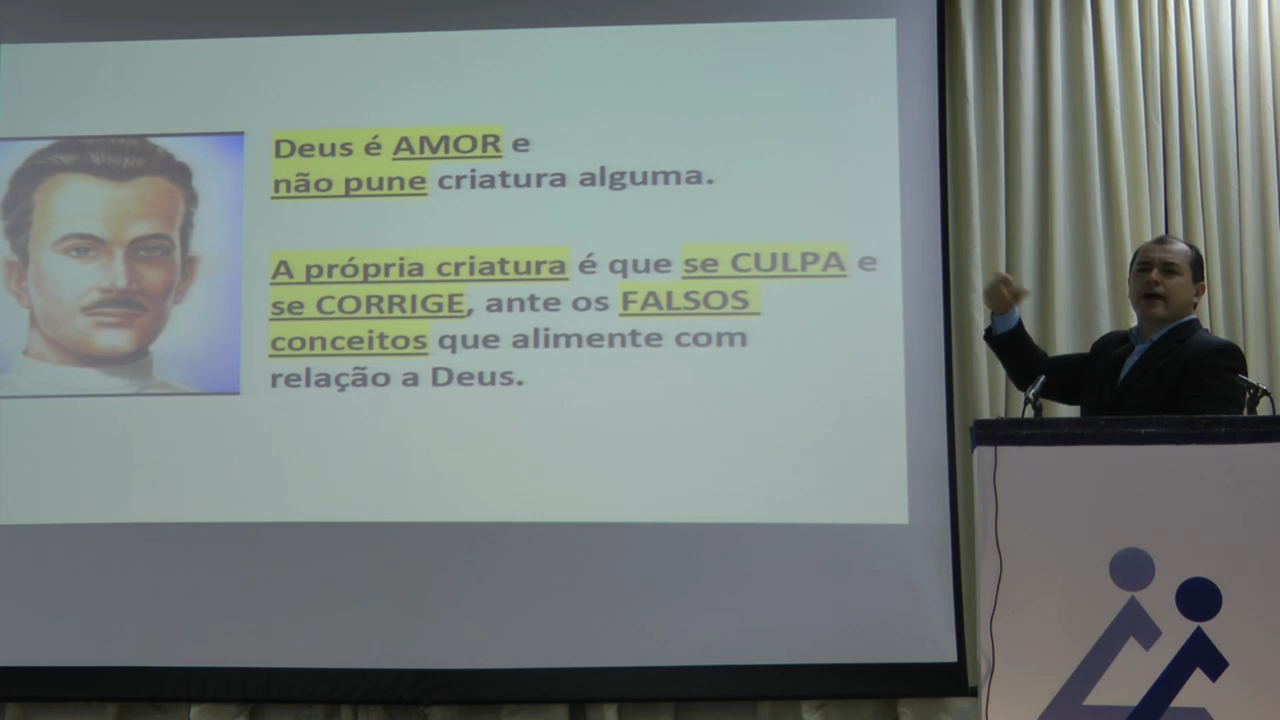 Deus é AMOR e
não pune criatura alguma.
A própria criatura é que se CULPA e
se CORRIGE, ante os FALSOS
conceitos que alimente com
relação a Deus.